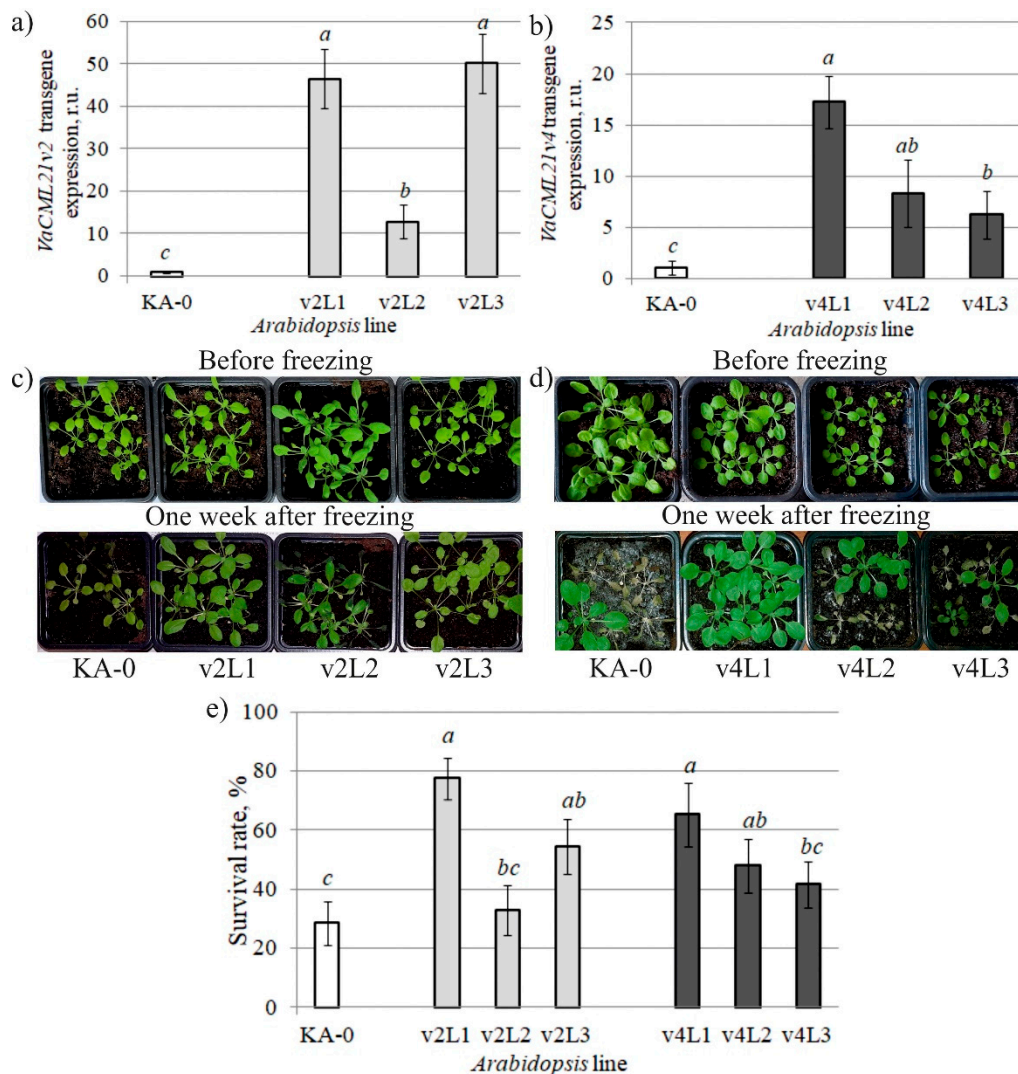 a)
VaCML21v2 transgene
expression, r.u.
60
50
40
30
20
10
0
a
b
a
c
KA-0 v2L1 v2L2 v2L3
Arabidopsis line
b)
VaCML21v4 transgene
expression, r.u.
25
20
15
10
5
0
a
ab
b
c
KA-0 v4L1 v4L2 v4L3
Arabidopsis line
c)
Before freezing
One week after freezing
KA-0 v2L1 v2L2 v2L3
d)
Before freezing
One week after freezing
KA-0 v4L1 v4L2 v4L3
e)
Survival rate, %
100
80
60
40
20
0
c
a
bc
ab
a
ab
bc
KA-0 v2L1 v2L2 v2L3 v4L1 v4L2 v4L3
Arabidopsis line